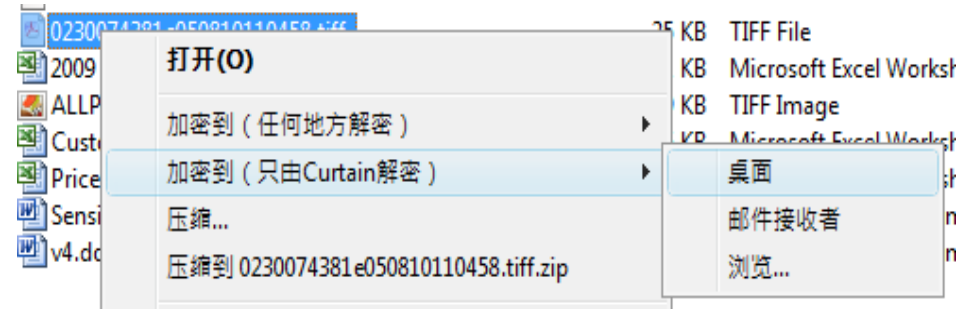 0230074381e050810110458.tiff 25 KB TIFF File
打开(O)
2009 KB Microsoft Excel Worksh
ALLP KB TIFF Image
加密到 ( 任何地方解密 )
Custo KB Microsoft Excel Worksh
加密到 ( 只由Curtain解密 ) 桌面
Price
压缩... 邮件接收者
Sensi
压缩到 0230074381e050810110458.tiff.zip 浏览...
v4.do